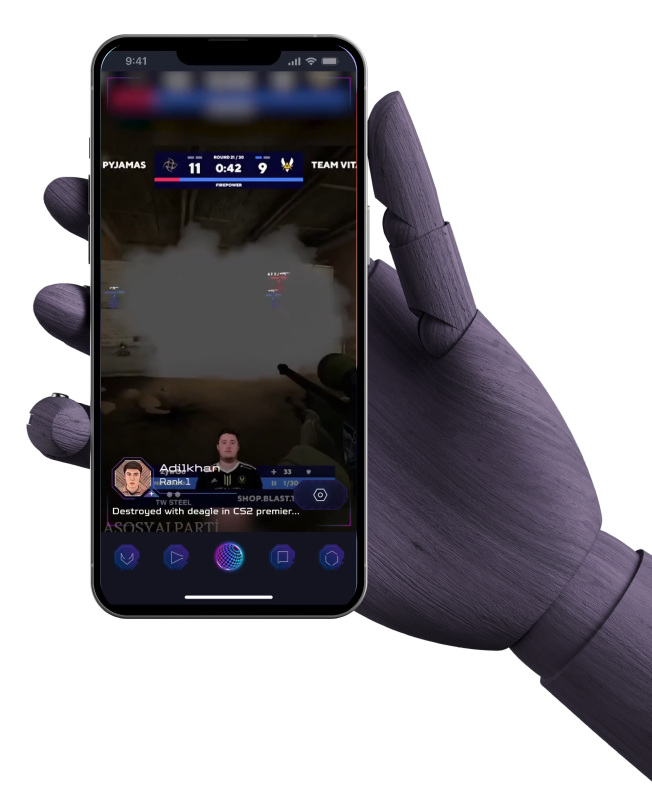 9:41
PYJAMAS
11
ROUND 21 / 30
0:42
9
TEAM VIT
FIREPOWER
Adilkhan
Rank 1
33
1/30
TW STEEL
SHOP.BLAST.T
Destroyed with deagle in CS2 premier...
ASOSYALPARTİ